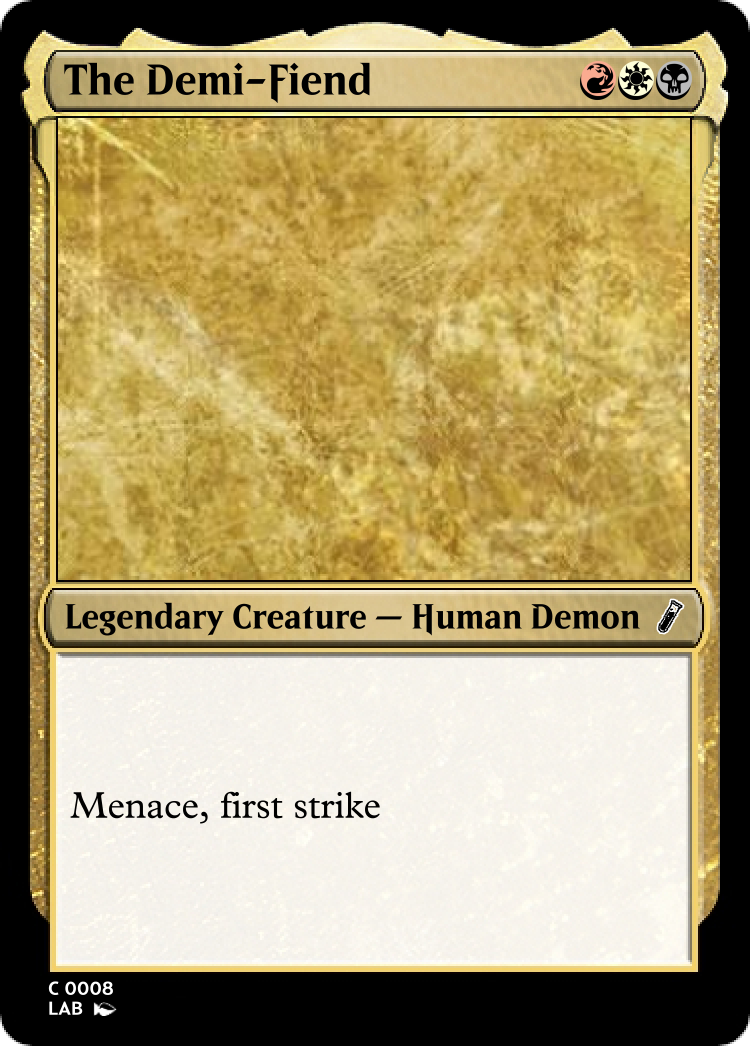 The Demi-Fiend
Legendary Creature — Human Demon
Menace, first strike
C 0008
LAB